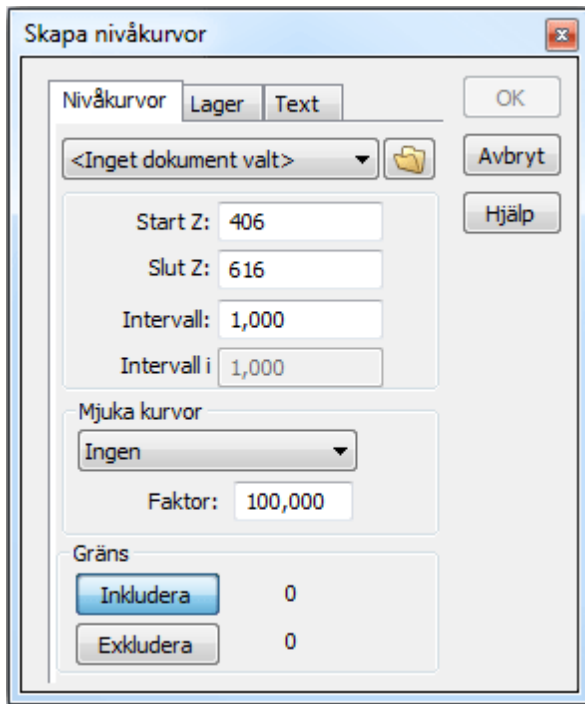 Skapa nivåkurvor
Nivåkurvor Lager Text
OK
<Inget dokument valt>
Avbryt
Hjälp
Start Z: 406
Slut Z: 616
Intervall: 1,000
Intervall i 1,000
Mjuka kurvor
Ingen
Faktor: 100,000
Gräns
Inkludera 0
Exkludera 0